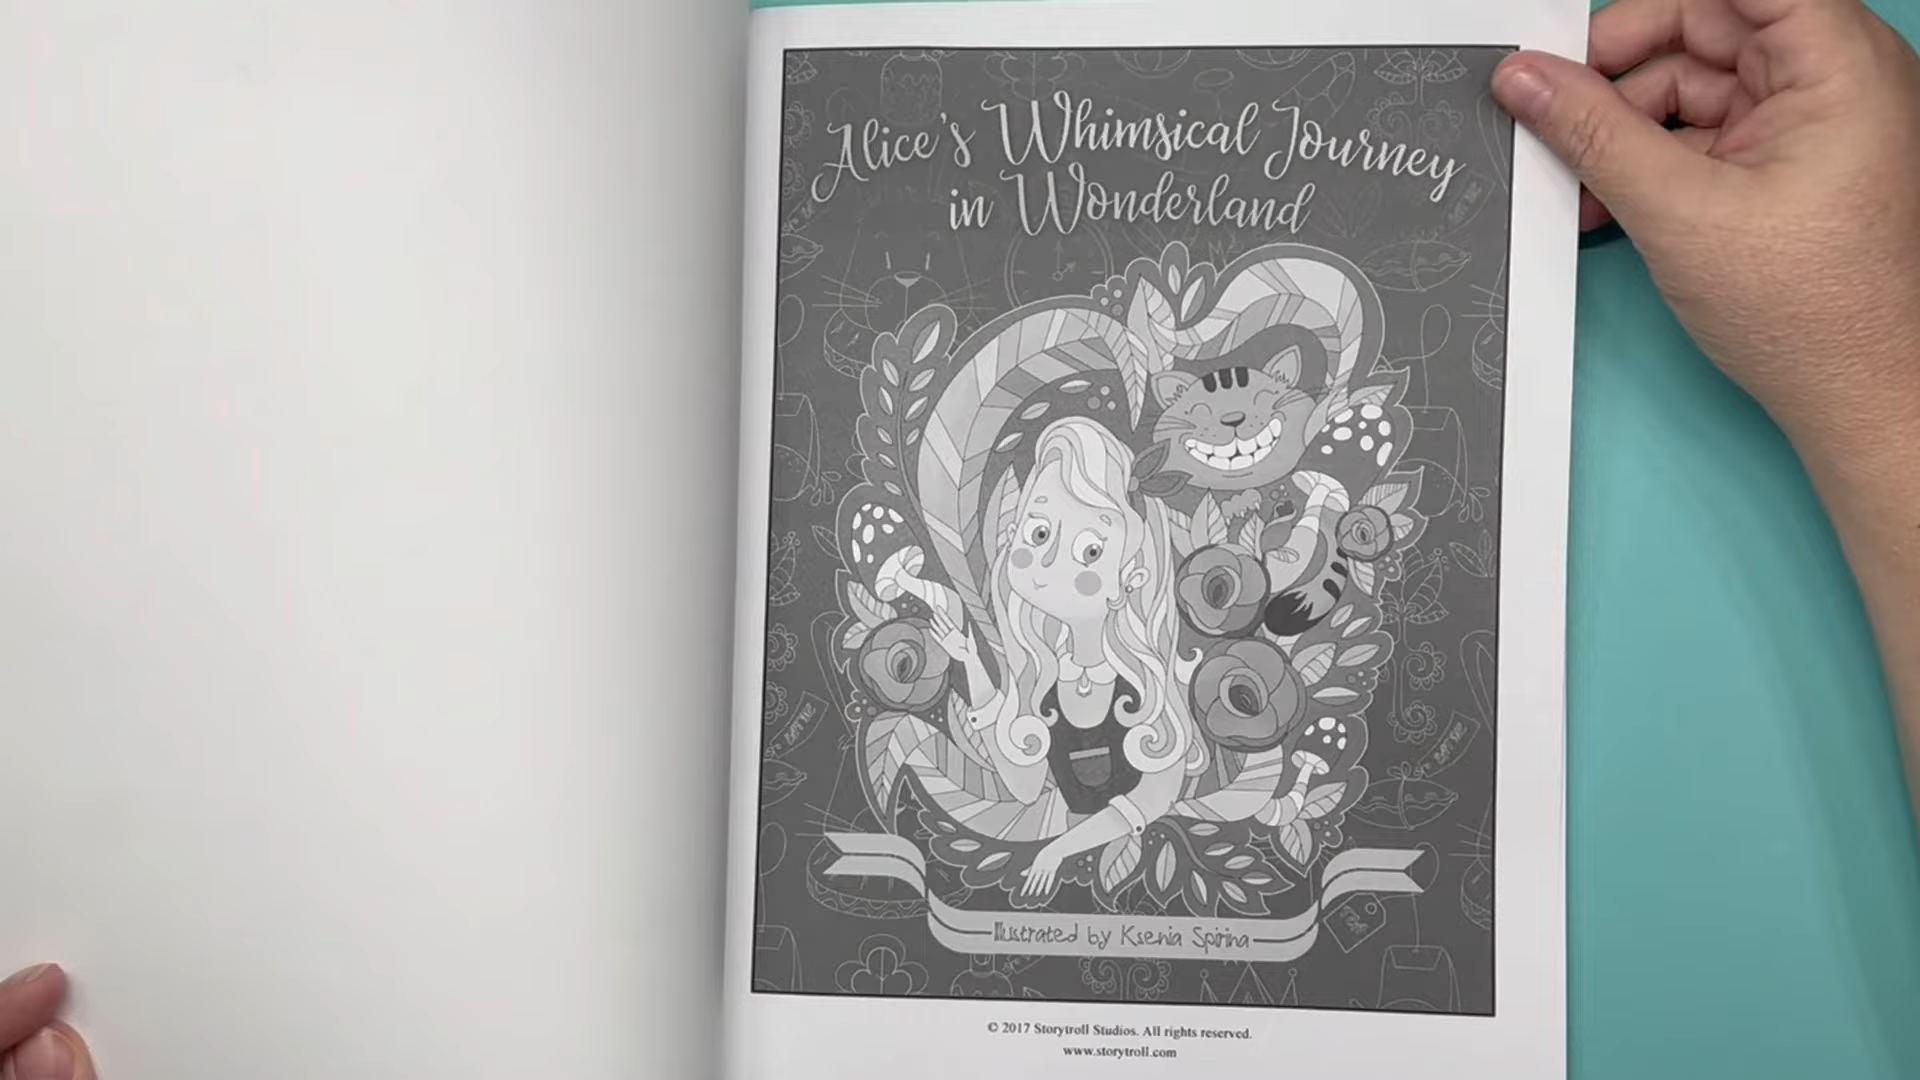 Alice's Whimsical Journey
in Wonderland
Illustrated by Ksenia Spirina
© 2017 Storytroll Studios. All rights reserved.
www.storytroll.com